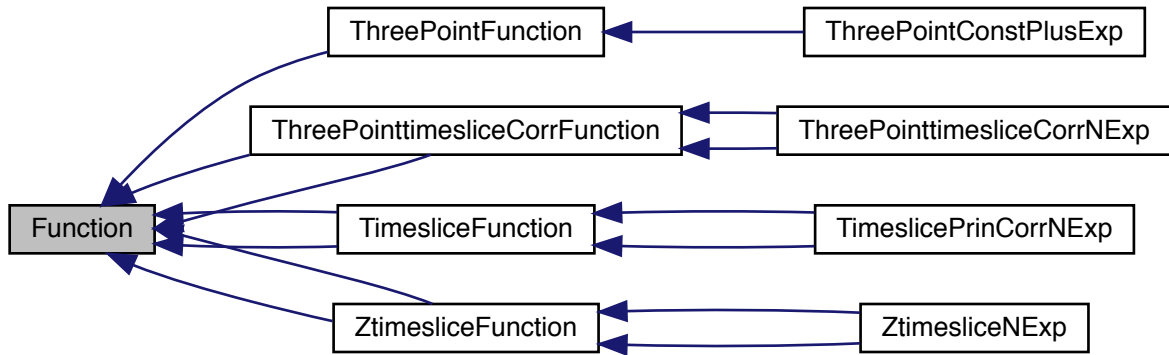 ThreePointFunction
ThreePointConstPlusExp
ThreePointtimesliceCorrFunction
ThreePointtimesliceCorrNExp
Function
TimesliceFunction
TimeslicePrinCorrNExp
ZtimesliceFunction
ZtimesliceNExp